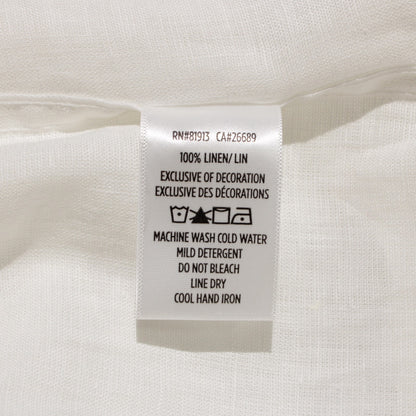 RN#81913 CA#26689
100% LINEN/LIN
EXCLUSIVE OF DECORATION
EXCLUSIVE DES DÉCORATIONS
MACHINE WASH COLD WATER
MILD DETERGENT
DO NOT BLEACH
LINE DRY
COOL HAND IRON